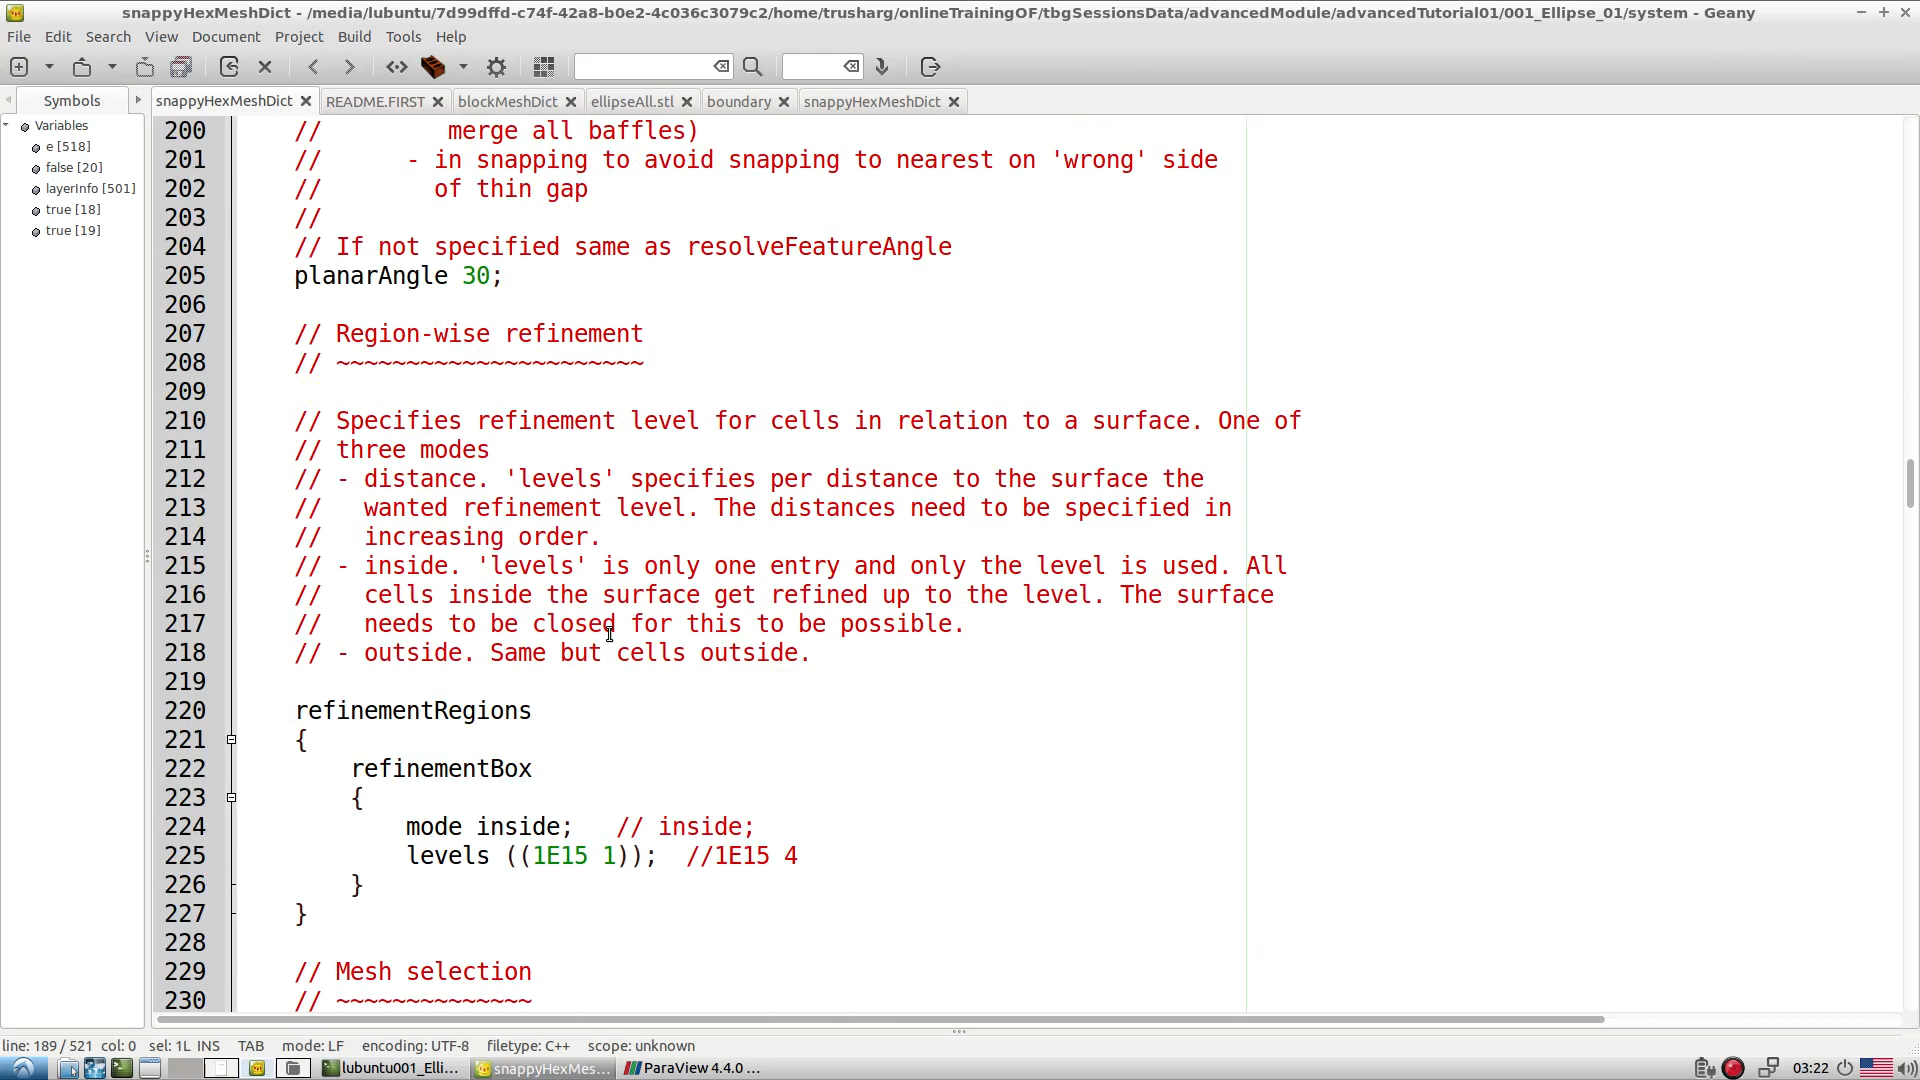 snappyHexMeshDict - /media/lubuntu/7d99dffd-c74f-42a8-b0e2-4c036c3079c2/home/trusharg/onlineTrainingOF/tbgSessionsData/advancedModule/advancedTutorial01/001_Ellipse_01/system - Geany
File Edit Search View Document Project Build Tools Help
Symbols
snappyHexMeshDict README.FIRST blockMeshDict ellipseAll.stl boundary snappyHexMeshDict
Variables
e [518]
false [20]
layerInfo [501]
true [18]
true [19]
200 // merge all baffles)
201 // - in snapping to avoid snapping to nearest on 'wrong' side
202 // of thin gap
203 //
204 // If not specified same as resolveFeatureAngle
205 planarAngle 30;
206
207 // Region-wise refinement
208 // ~~~~~~~~~~~~~~~~~~~~~~
209
210 // Specifies refinement level for cells in relation to a surface. One of
211 // three modes
212 // - distance. 'levels' specifies per distance to the surface the
213 // wanted refinement level. The distances need to be specified in
214 // increasing order.
215 // - inside. 'levels' is only one entry and only the level is used. All
216 // cells inside the surface get refined up to the level. The surface
217 // needs to be closed for this to be possible.
218 // - outside. Same but cells outside.
219
220 refinementRegions
221 {
222 refinementBox
223 {
224 mode inside; // inside;
225 levels ((1E15 1)); //1E15 4
226 }
227 }
228
229 // Mesh selection
230 // ~~~~~~~~~~~~~~
line: 189 / 521 col: 0 sel: 1L INS TAB mode: LF encoding: UTF-8 filetype: C++ scope: unknown
lubuntu001_Elli... snappyHexMes... ParaView 4.4.0 ... 03:22